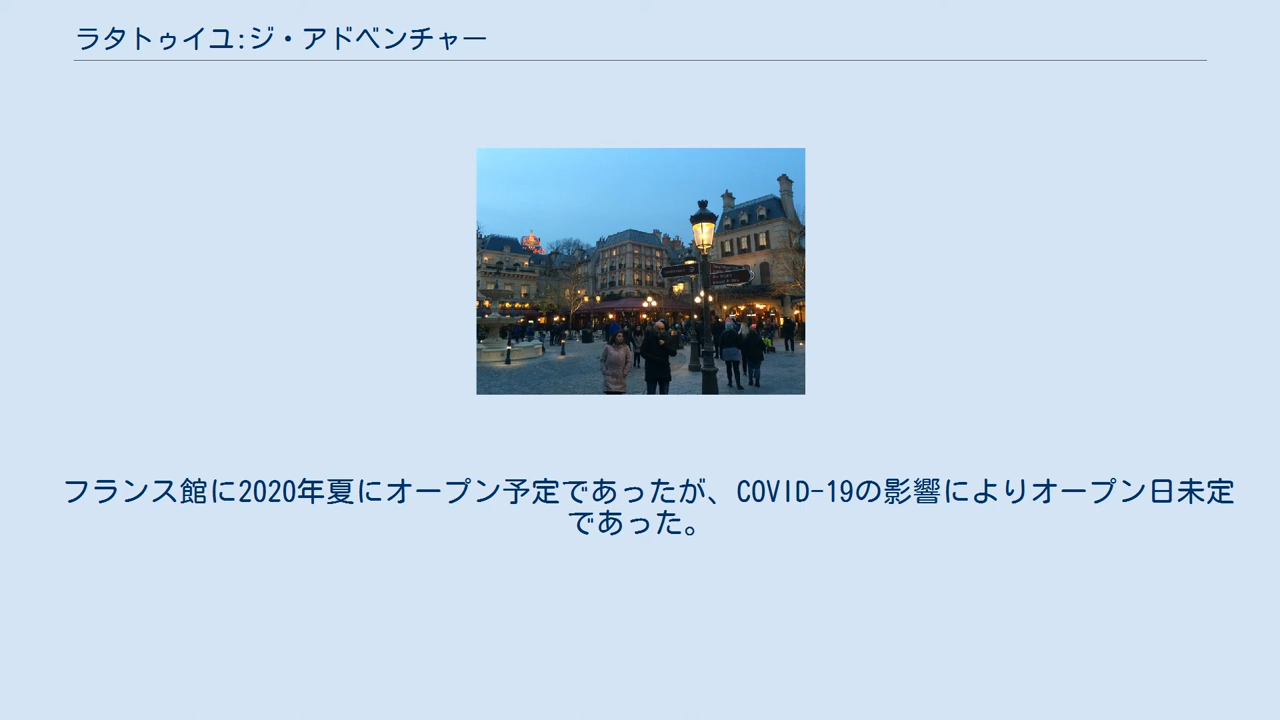 ラタトゥイユ:ジ・アドベンチャー
フランス館に2020年夏にオープン予定であったが、COVID-19の影響によりオープン日未定
であった。